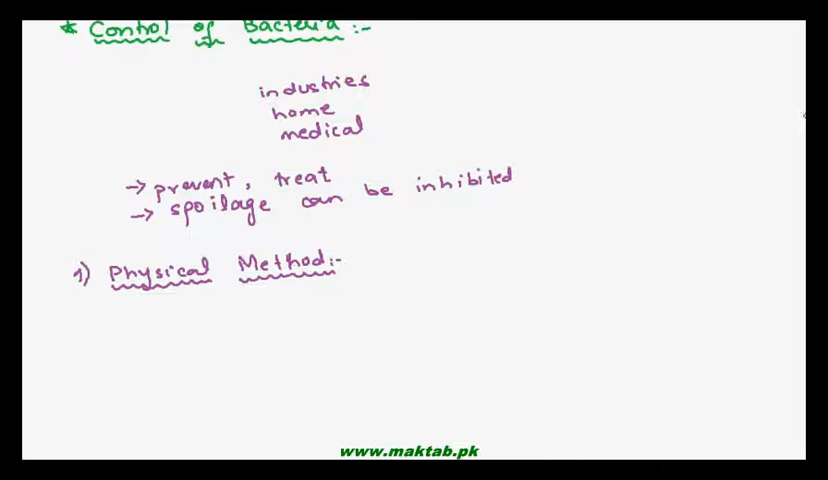 * Control of Bacteria :-
industries
home
medical
→ prevent, treat
→ spoilage can be inhibited
1) Physical Method:-
www.maktab.pk